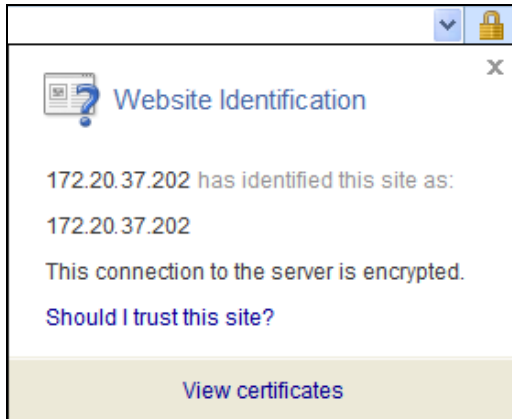 Website Identification
172.20.37.202 has identified this site as:
172.20.37.202
This connection to the server is encrypted.
Should I trust this site?
View certificates